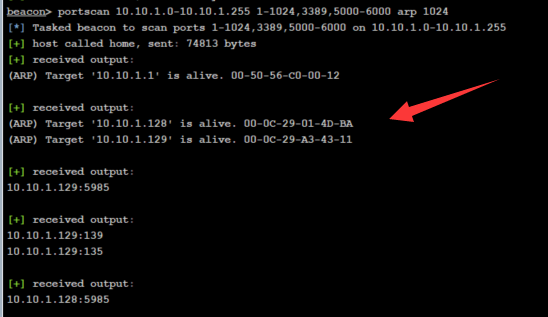 beacon> portscan 10.10.1.0-10.10.1.255 1-1024,3389,5000-6000 arp 1024
[*] Tasked beacon to scan ports 1-1024,3389,5000-6000 on 10.10.1.0-10.10.1.255
[+] host called home, sent: 74813 bytes
[+] received output:
(ARP) Target '10.10.1.1' is alive. 00-50-56-C0-00-12
[+] received output:
(ARP) Target '10.10.1.128' is alive. 00-0C-29-01-4D-BA
(ARP) Target '10.10.1.129' is alive. 00-0C-29-A3-43-11
[+] received output:
10.10.1.129:5985
[+] received output:
10.10.1.129:139
10.10.1.129:135
[+] received output:
10.10.1.128:5985